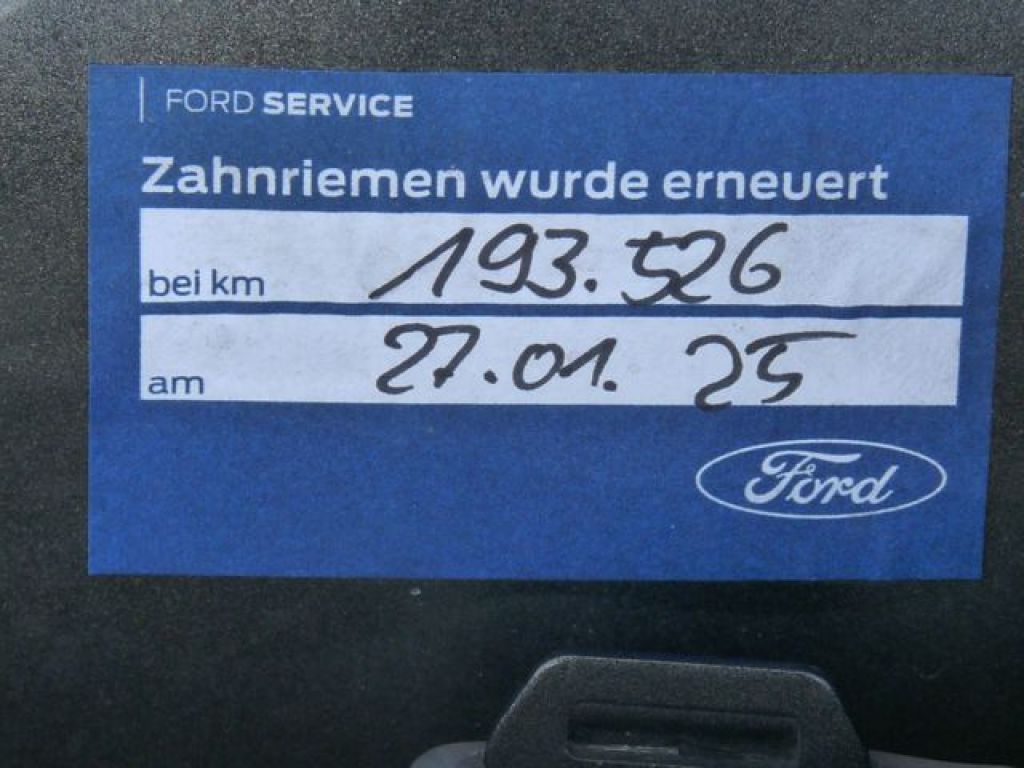 FORD SERVICE
Zahnriemen wurde erneuert
bei km 193.526
am 27.01.25
Ford